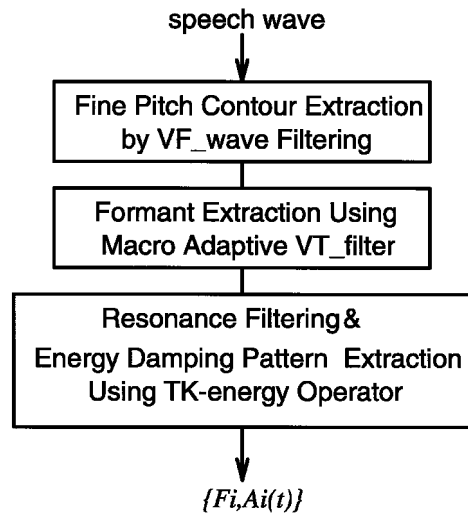 speech wave
Fine Pitch Contour Extraction
by VF_wave Filtering
Formant Extraction Using
Macro Adaptive VT_filter
Resonance Filtering &
Energy Damping Pattern Extraction
Using TK-energy Operator
{Fi,Ai(t)}